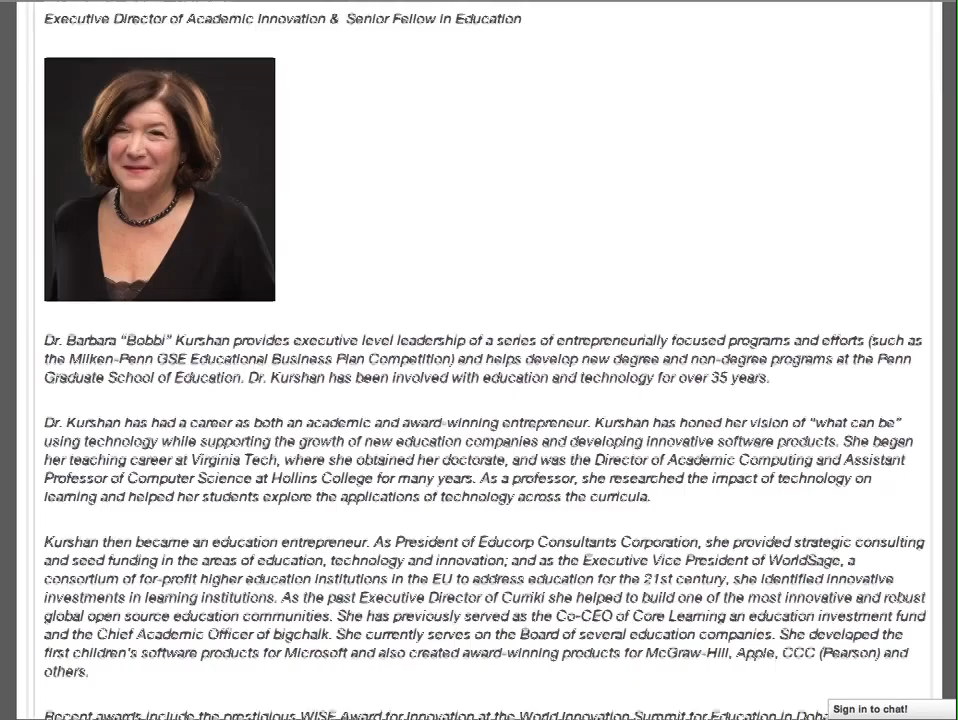 Executive Director of Academic Innovation & Senior Fellow in Education
Dr. Barbara "Bobbi" Kurshan provides executive level leadership of a series of entrepreneurially focused programs and efforts (such as
the Milken-Penn GSE Educational Business Plan Competition) and helps develop new degree and non-degree programs at the Penn
Graduate School of Education. Dr. Kurshan has been involved with education and technology for over 35 years.
Dr. Kurshan has had a career as both an academic and award-winning entrepreneur. Kurshan has honed her vision of "what can be"
using technology while supporting the growth of new education companies and developing innovative software products. She began
her teaching career at Virginia Tech, where she obtained her doctorate, and was the Director of Academic Computing and Assistant
Professor of Computer Science at Hollins College for many years. As a professor, she researched the impact of technology on
learning and helped her students explore the applications of technology across the curricula.
Kurshan then became an education entrepreneur. As President of Educorp Consultants Corporation, she provided strategic consulting
and seed funding in the areas of education, technology and innovation; and as the Executive Vice President of WorldSage, a
consortium of for-profit higher education institutions in the EU to address education for the 21st century, she identified innovative
investments in learning institutions. As the past Executive Director of Curriki she helped to build one of the most innovative and robust
global open source education communities. She has previously served as the Co-CEO of Core Learning an education investment fund
and the Chief Academic Officer of bigchalk. She currently serves on the Board of several education companies. She developed the
first children's software products for Microsoft and also created award-winning products for McGraw-Hill, Apple, CCC (Pearson) and
others.
Recent awards include the prestigious WISE Award for Innovation at the World Innovation Summit for Education in Doha
Sign in to chat!